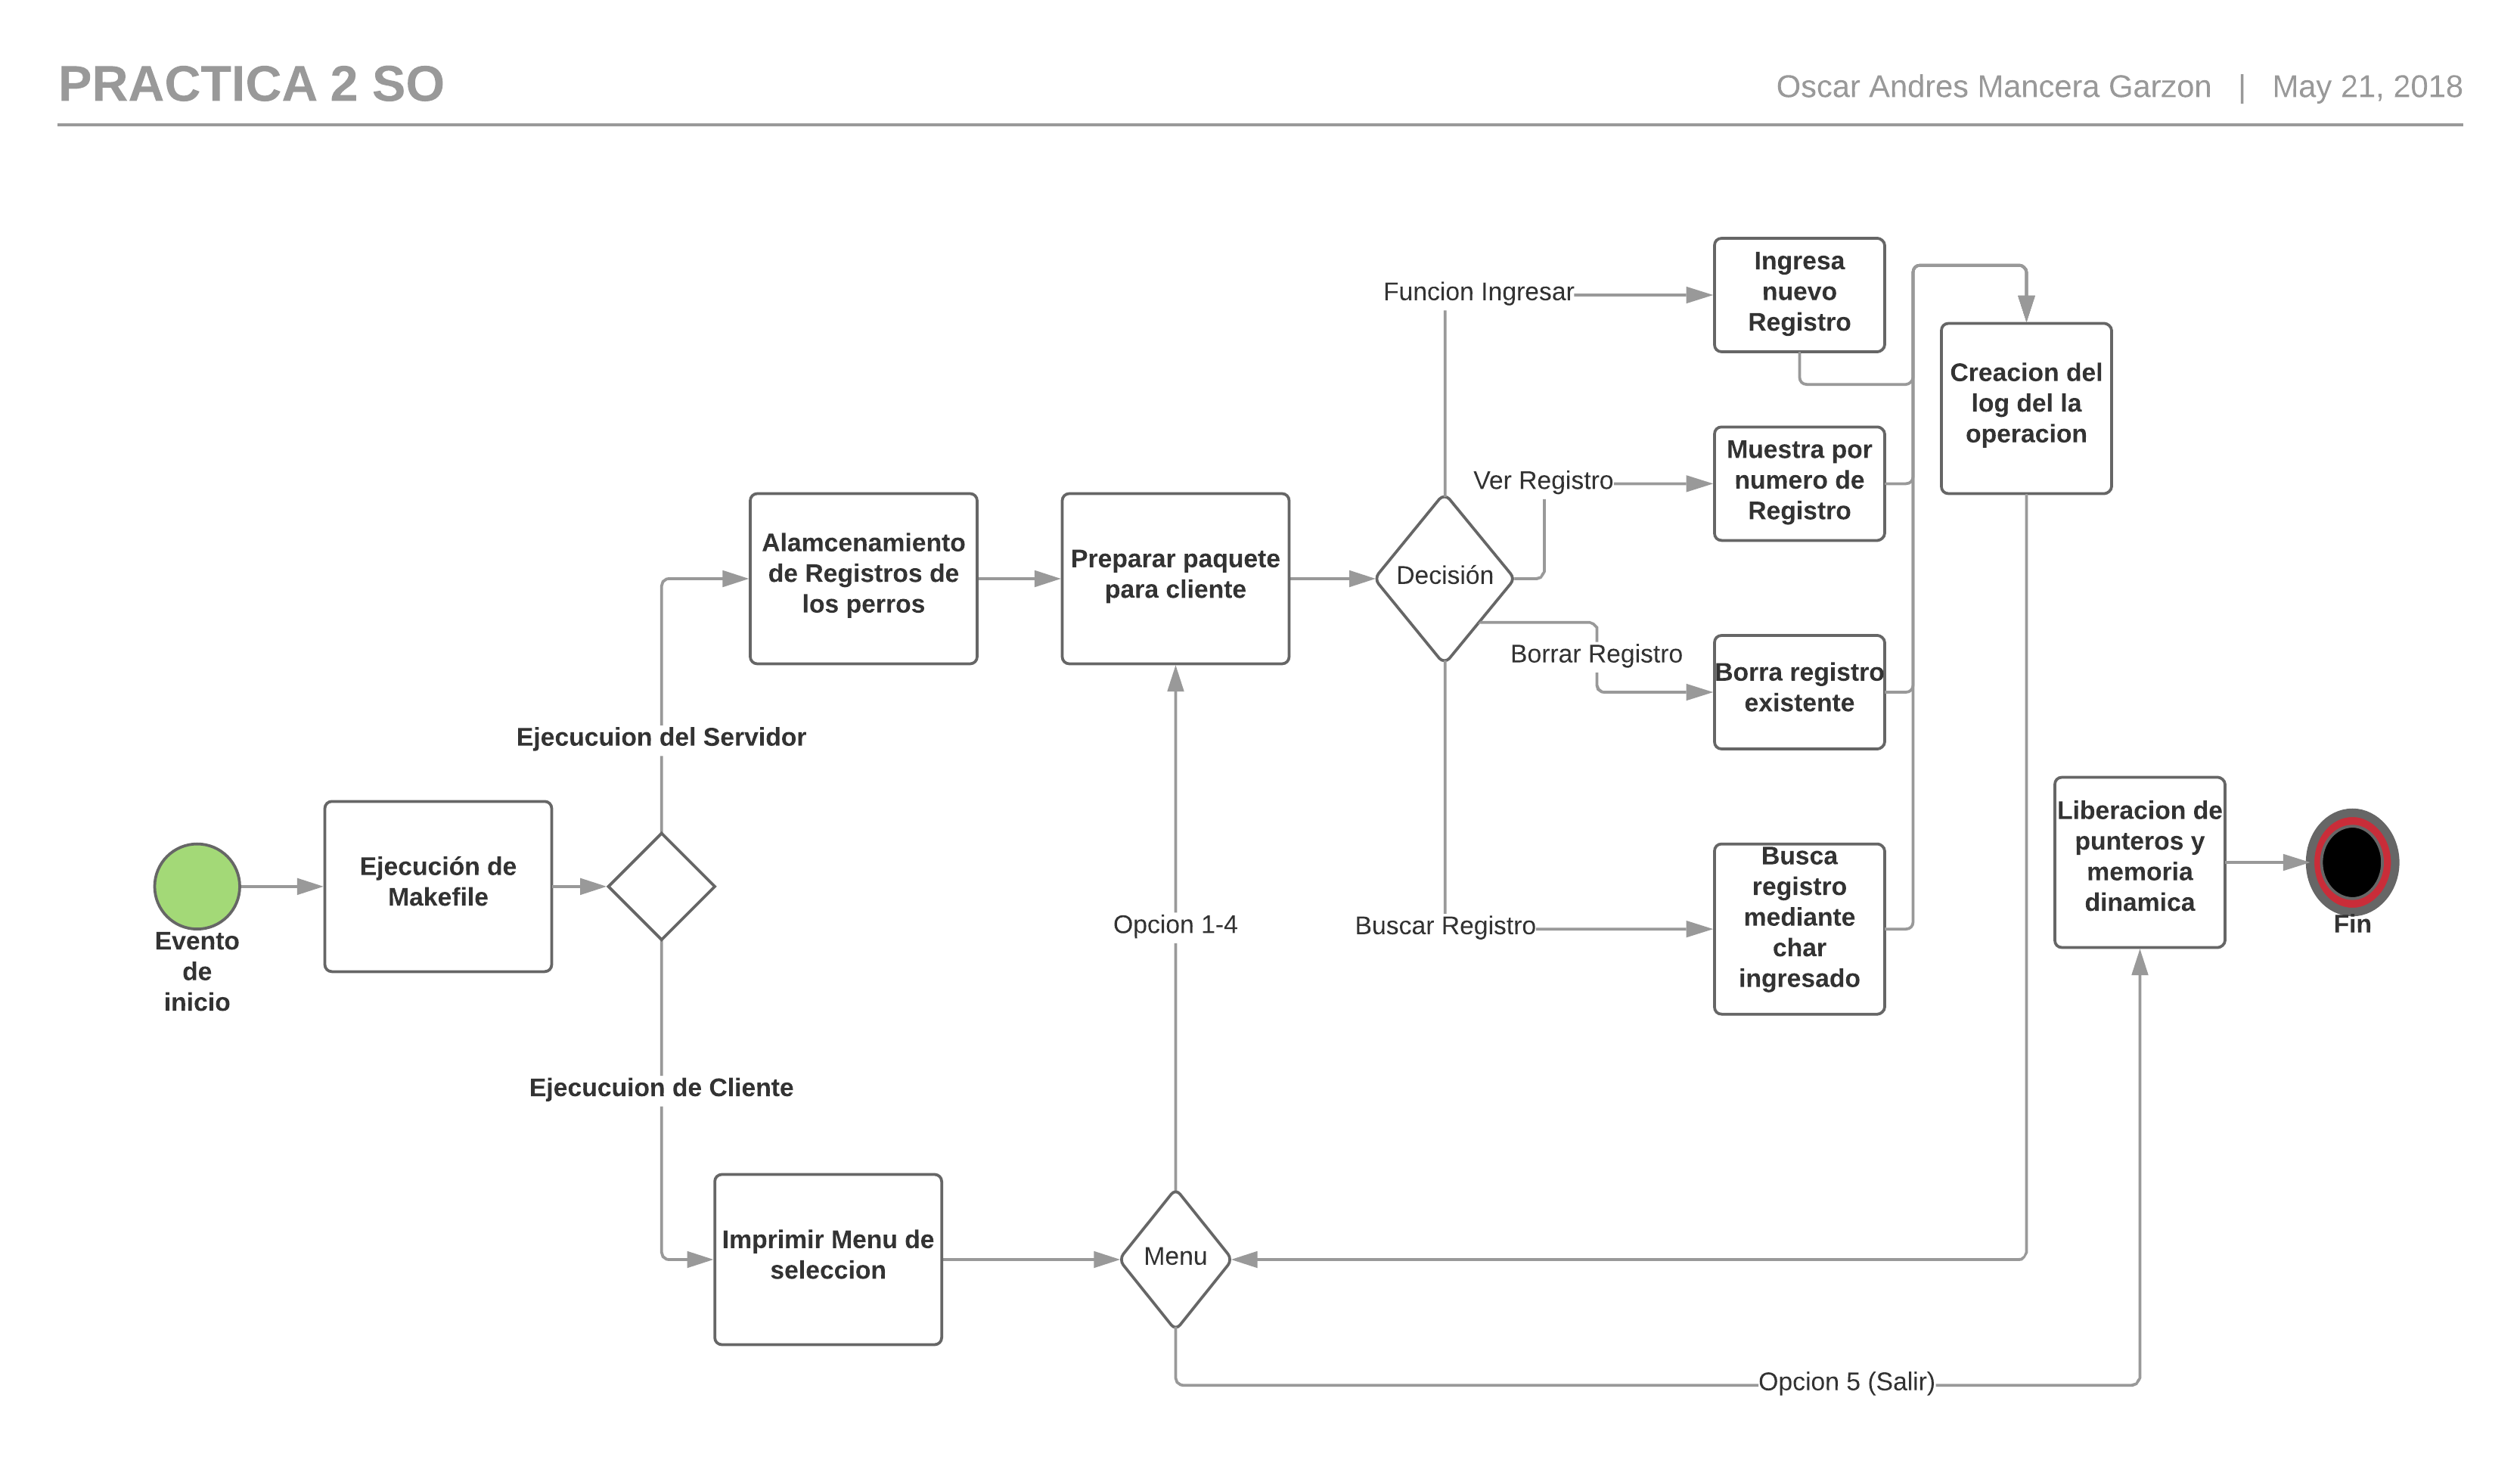 PRACTICA 2 SO
Oscar Andres Mancera Garzon | May 21, 2018
Evento
de
inicio
Ejecución de
Makefile
Ejecucuion del Servidor
Ejecucuion de Cliente
Alamcenamiento
de Registros de
los perros
Preparar paquete
para cliente
Imprimir Menu de
seleccion
Menu
Opcion 1-4
Opcion 5 (Salir)
Decisión
Funcion Ingresar
Ver Registro
Borrar Registro
Buscar Registro
Ingresa
nuevo
Registro
Muestra por
numero de
Registro
Borra registro
existente
Busca
registro
mediante
char
ingresado
Creacion del
log del la
operacion
Liberacion de
punteros y
memoria
dinamica
Fin